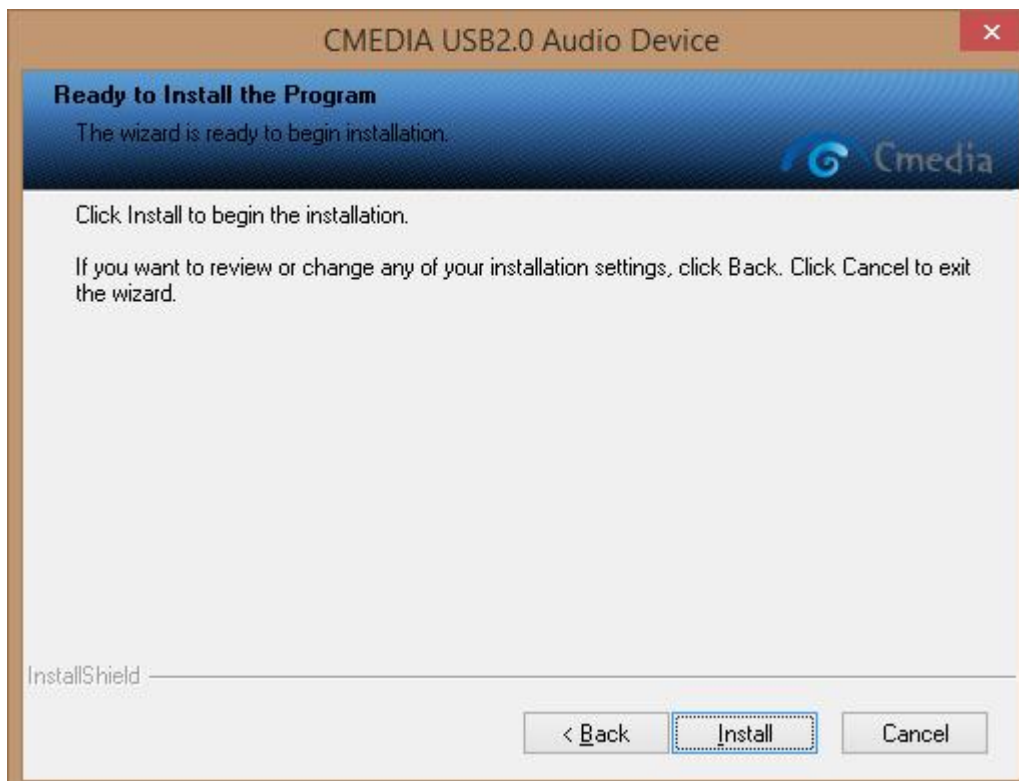 CMEDIA USB2.0 Audio Device
Ready to Install the Program
The wizard is ready to begin installation.
Cmedia
Click Install to begin the installation.
If you want to review or change any of your installation settings, click Back. Click Cancel to exit
the wizard.
InstallShield
< Back
Install
Cancel